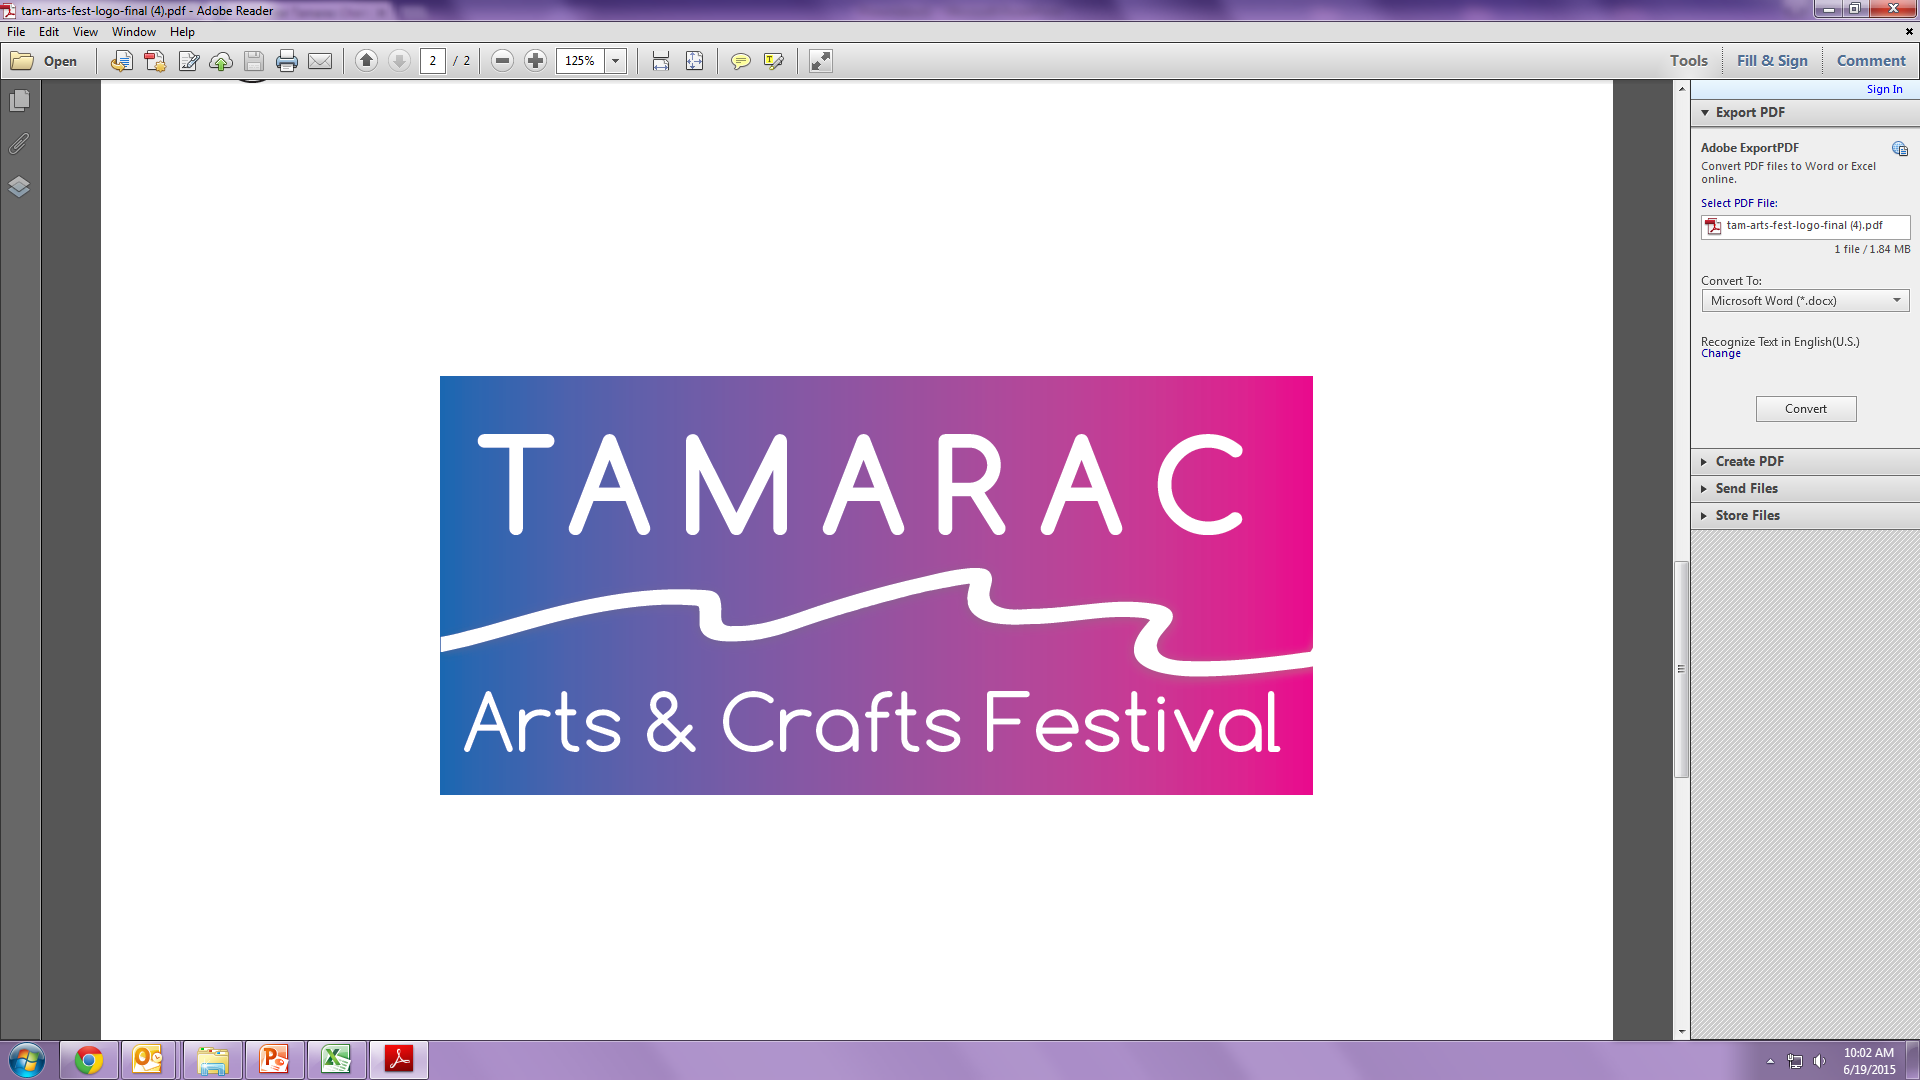 tam-arts-fest-logo-final (4).pdf - Adobe Reader
File Edit View Window Help
Open 2 / 2 125% Tools Fill & Sign Comment
Sign In
Export PDF
Adobe ExportPDF
Convert PDF files to Word or Excel
online.
Select PDF File:
tam-arts-fest-logo-final (4).pdf
1 file / 1.84 MB
Convert To:
Microsoft Word (*.docx)
Recognize Text in English(U.S.)
Change
Convert
Create PDF
Send Files
Store Files
TAMARAC
Arts & Crafts Festival
10:02 AM
6/19/2015